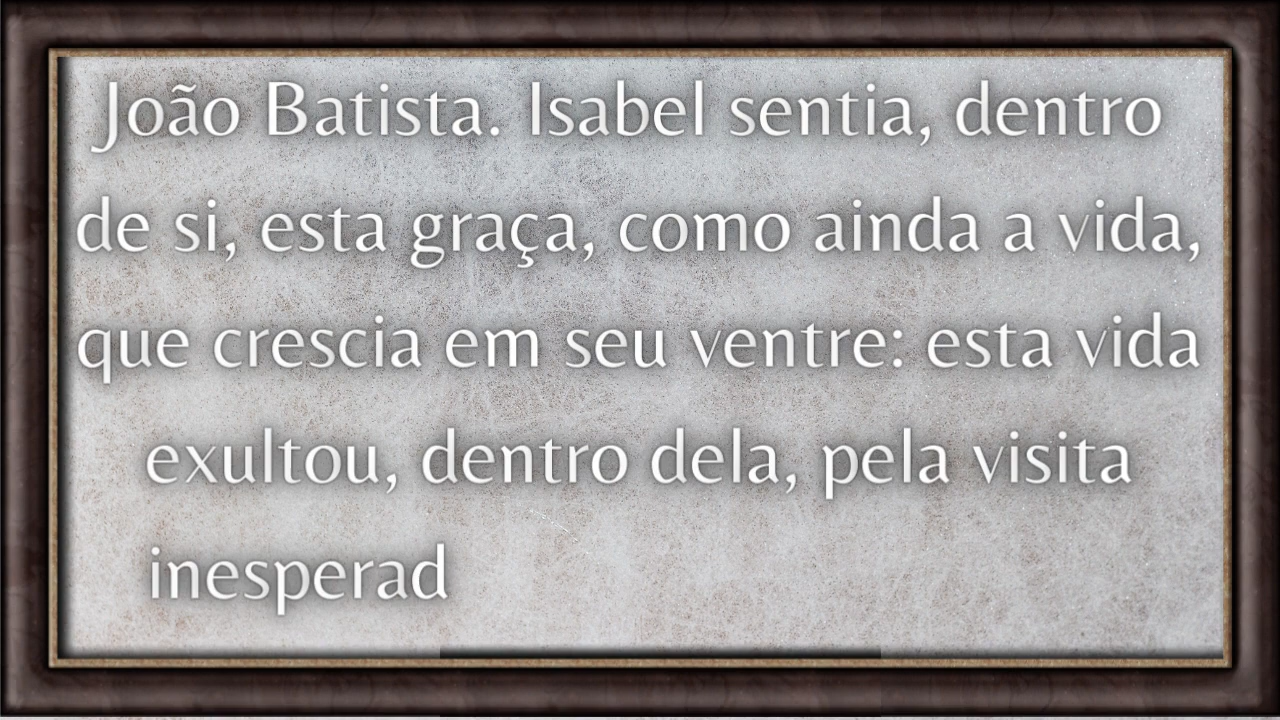 João Batista. Isabel sentia, dentro
de si, esta graça, como ainda a vida,
que crescia em seu ventre: esta vida
exultou, dentro dela, pela visita
inesperad